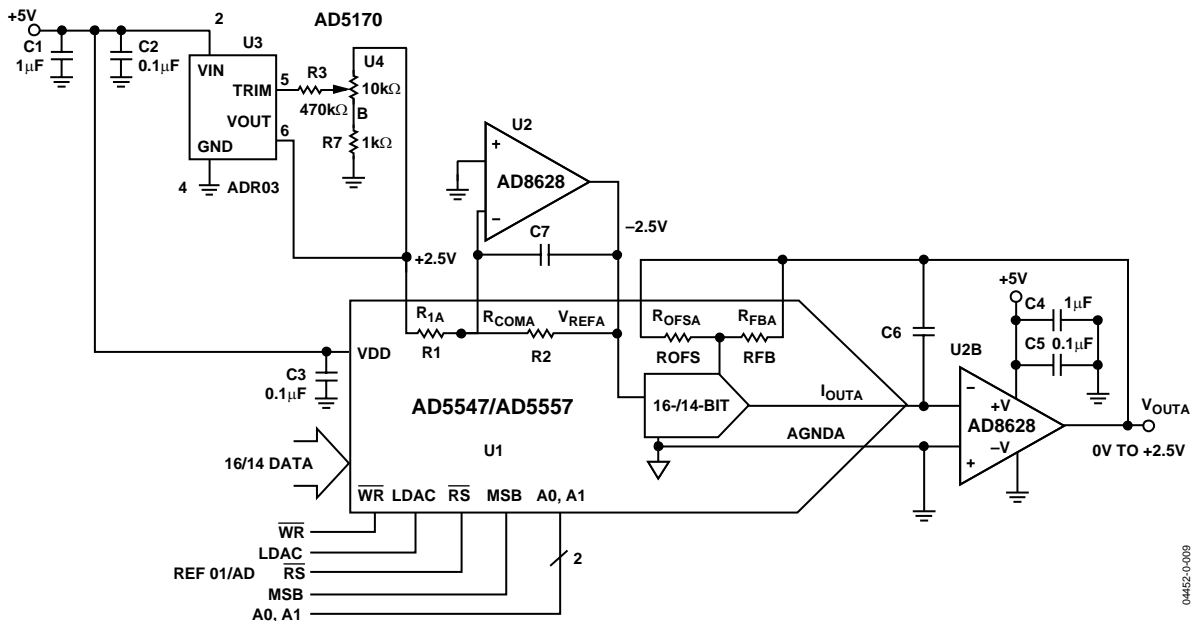 +5V
2
AD5170
C1
1µF
C2
0.1µF
U3
VIN
TRIM
5
R3
470kΩ
U4
10kΩ
B
VOUT
6
R7
1kΩ
GND
4
ADR03
U2
+
AD8628
−
C7
−2.5V
+2.5V
R1A
RCOMA
VREFA
R1
R2
ROFSA
RFBA
ROFS
RFB
C6
+5V
C4
1µF
C5
0.1µF
U2B
VDD
C3
0.1µF
AD5547/AD5557
U1
16-/14-BIT
IOUTA
AGNDA
−
+V
AD8628
−V
+
VOUTA
0V TO +2.5V
16/14 DATA
WR LDAC RS MSB A0, A1
WR
LDAC
REF 01/AD RS
MSB
A0, A1
2
04452-0-009